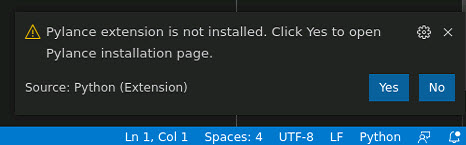 Pylance extension is not installed. Click Yes to open
Pylance installation page.
Source: Python (Extension)
Yes
No
Ln 1, Col 1
Spaces: 4
UTF-8
LF
Python